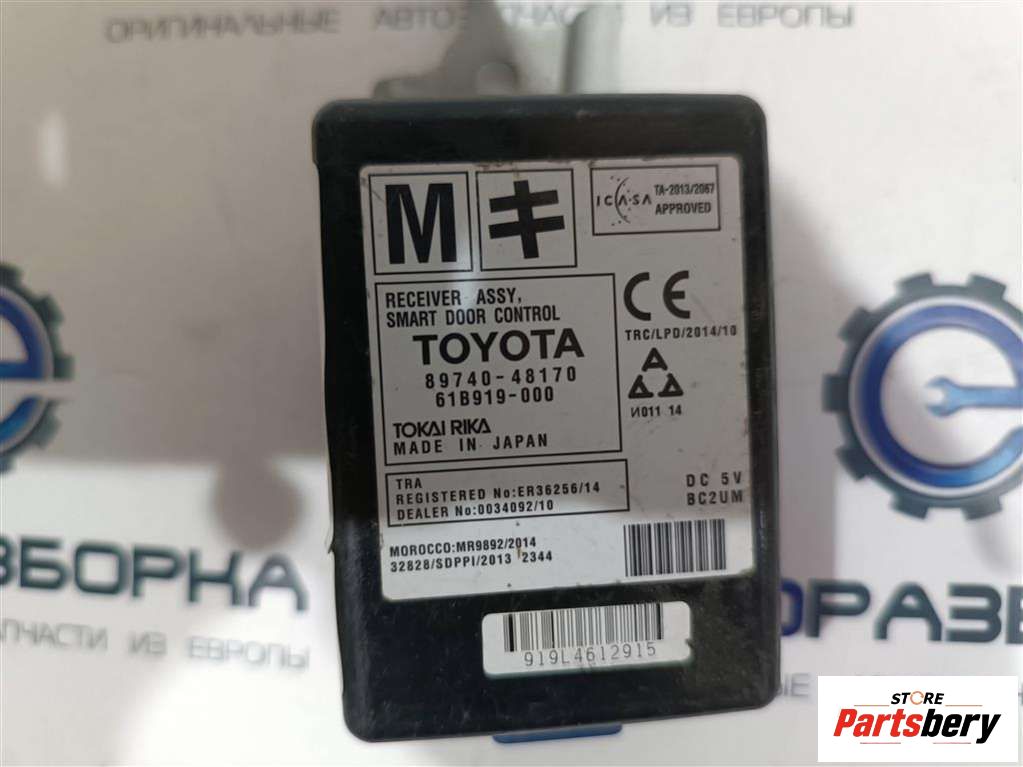 ОРИГИНАЛЬНЫЕ АВТОЗАПЧАСТИ ИЗ ЕВРОПЫ
M
キ
ICASA
TA-2013/2067
APPROVED
RECEIVER ASSY,
SMART DOOR CONTROL
TOYOTA
89740-48170
61B919-000
TOKAI RIKA
MADE IN JAPAN
CE
TRC/LPD/2014/10
И011 14
TRA
REGISTERED No:ER36256/14
DEALER No:0034092/10
DC 5V
BC2UM
MOROCCO:MR9892/2014
32828/SDPPI/2013 2344
919L4612915
ЗБОРКА
ПЧАСТИ ИЗ ЕВРОПЫ
ОРАЗБ
STORE
Partsbery